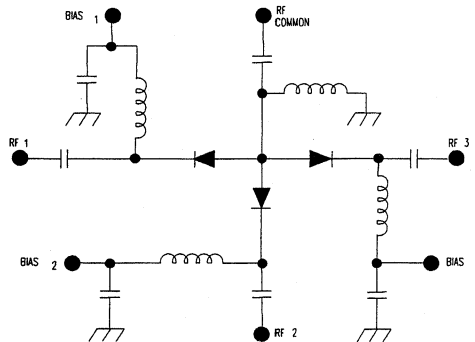 BIAS 1
RF
COMMON
RF 1
RF 3
BIAS 2
BIAS
RF 2